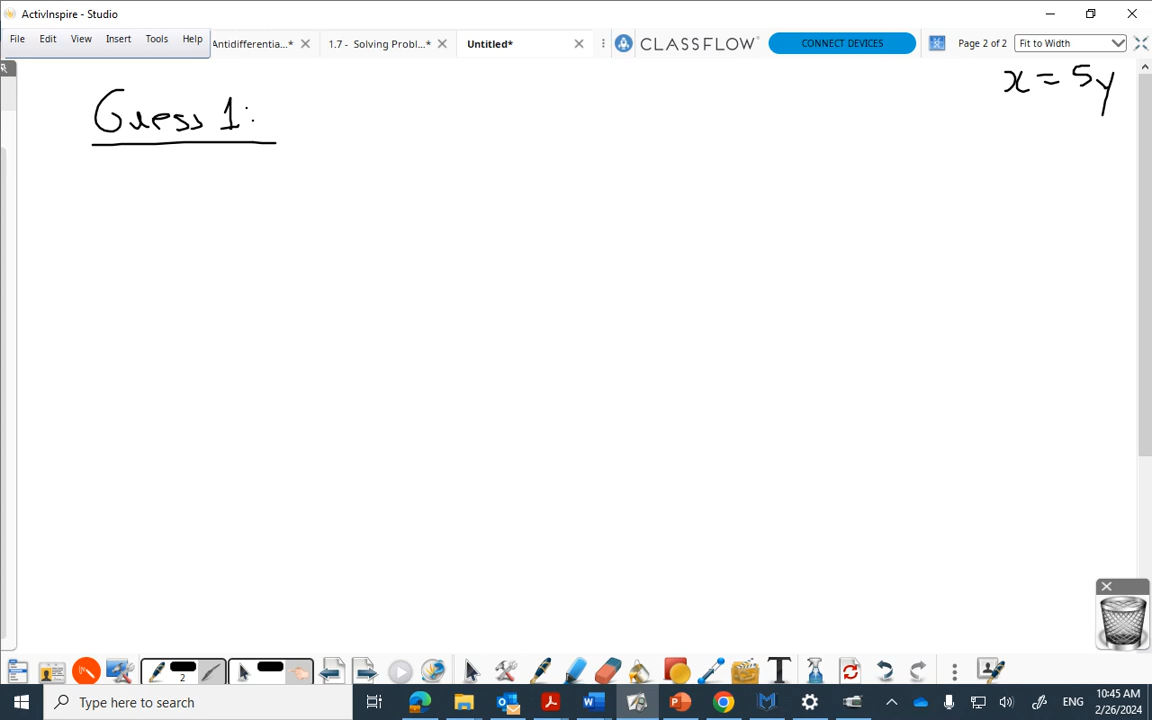 ActivInspire - Studio
File Edit View Insert Tools Help
Antidifferentia...* 1.7 - Solving Probl...* Untitled*
CLASSFLOW CONNECT DEVICES Page 2 of 2 Fit to Width
x = 5y
Guess 1:
2
Type here to search
ENG
10:45 AM
2/26/2024